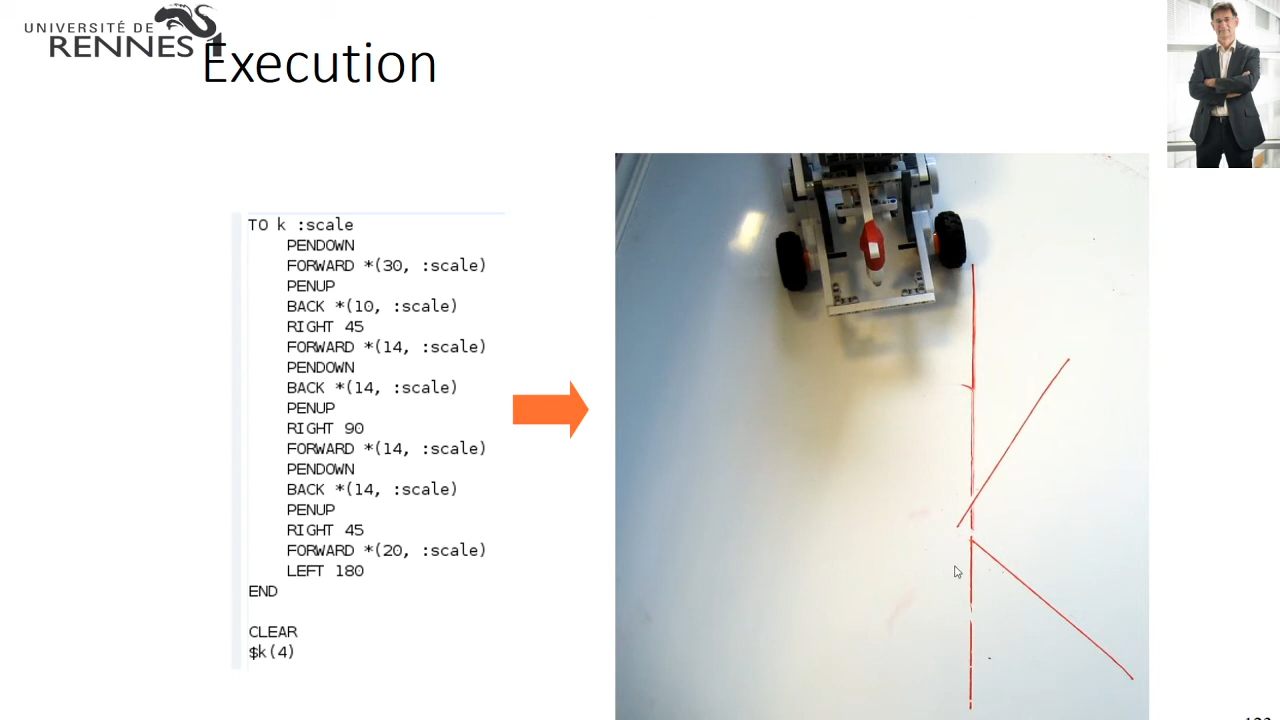 UNIVERSITÉ DE
RENNES 1
Execution
TO k :scale
PENDOWN
FORWARD *(30, :scale)
PENUP
BACK *(10, :scale)
RIGHT 45
FORWARD *(14, :scale)
PENDOWN
BACK *(14, :scale)
PENUP
RIGHT 90
FORWARD *(14, :scale)
PENDOWN
BACK *(14, :scale)
PENUP
RIGHT 45
FORWARD *(20, :scale)
LEFT 180
END
CLEAR
$k(4)